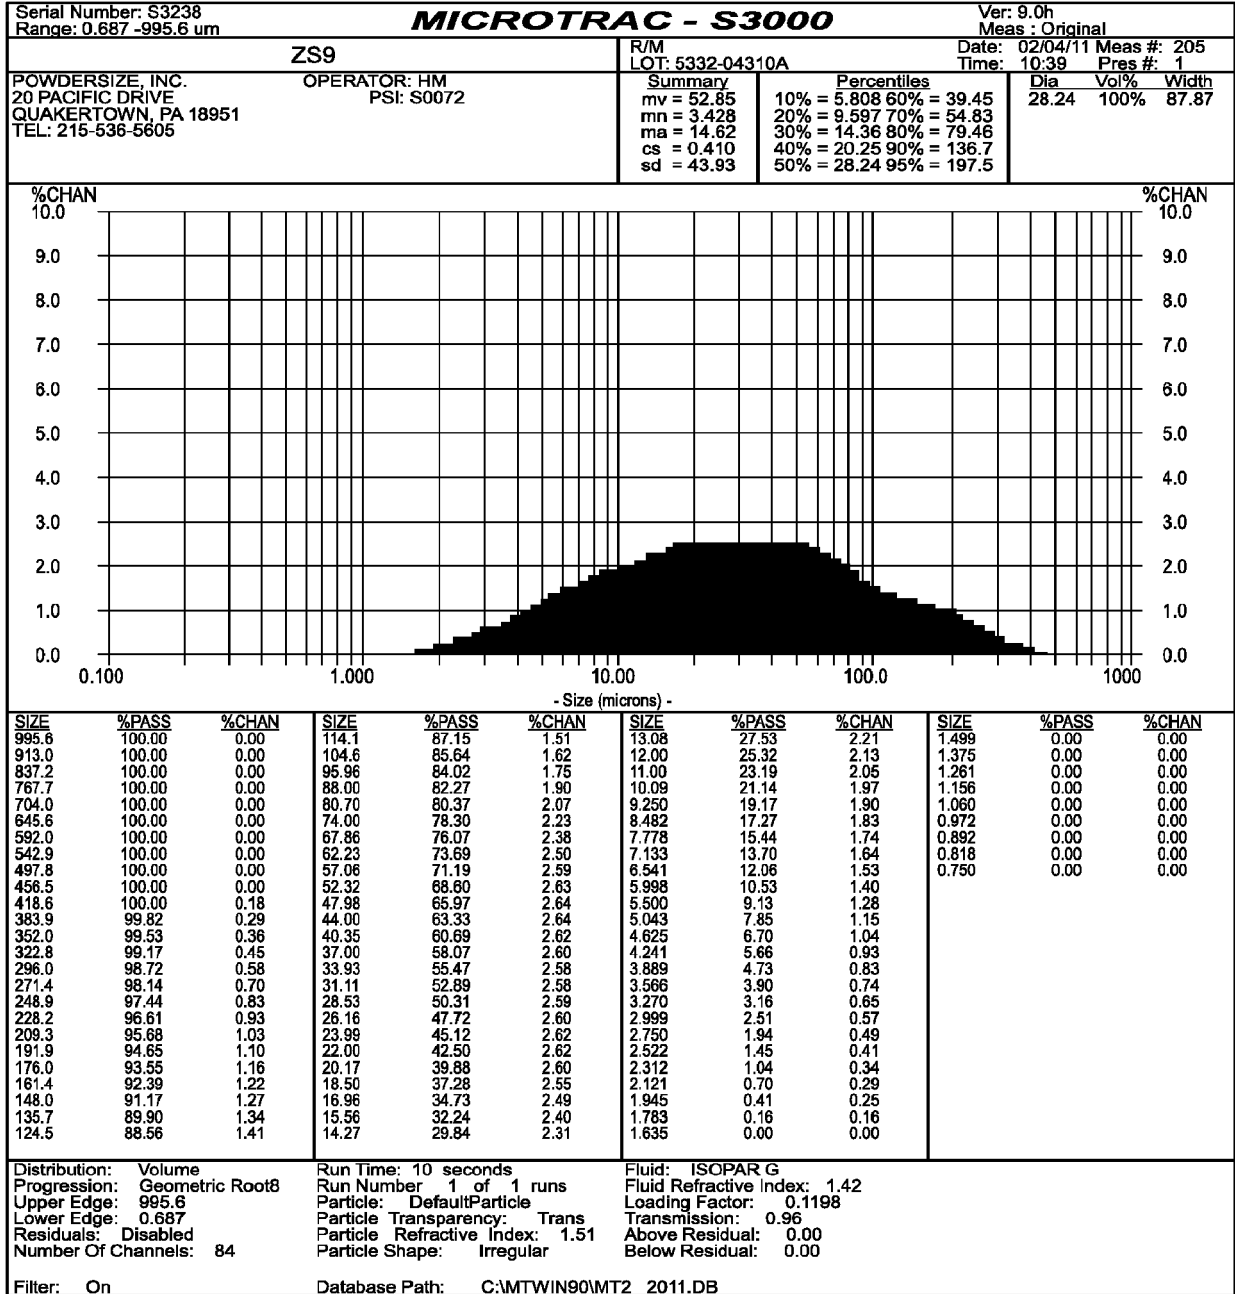 Serial Number: S3238
Range: 0.687 -995.6 um
MICROTRAC - S3000
Ver: 9.0h
Meas : Original
ZS9
R/M
LOT: 5332-04310A
Date: 02/04/11 Meas #: 205
Time: 10:39 Pres #: 1
POWDERSIZE, INC. OPERATOR: HM
20 PACIFIC DRIVE PSI: S0072
QUAKERTOWN, PA 18951
TEL: 215-536-5605
Summary
mv = 52.85
mn = 3.428
ma = 14.62
cs = 0.410
sd = 43.93
Percentiles
10% = 5.808 60% = 39.45
20% = 9.597 70% = 54.83
30% = 14.36 80% = 79.46
40% = 20.25 90% = 136.7
50% = 28.24 95% = 197.5
Dia Vol% Width
28.24 100% 87.87
%CHAN %CHAN
10.0 10.0
9.0 9.0
8.0 8.0
7.0 7.0
6.0 6.0
5.0 5.0
4.0 4.0
3.0 3.0
2.0 2.0
1.0 1.0
0.0 0.0
0.100 1.000 10.00 100.0 1000
- Size (microns) -
SIZE %PASS %CHAN
995.6 100.00 0.00
913.0 100.00 0.00
837.2 100.00 0.00
767.7 100.00 0.00
704.0 100.00 0.00
645.6 100.00 0.00
592.0 100.00 0.00
542.9 100.00 0.00
497.8 100.00 0.00
456.5 100.00 0.00
418.6 100.00 0.18
383.9 99.82 0.29
352.0 99.53 0.36
322.8 99.17 0.45
296.0 98.72 0.58
271.4 98.14 0.70
248.9 97.44 0.83
228.2 96.61 0.93
209.3 95.68 1.03
191.9 94.65 1.10
176.0 93.55 1.16
161.4 92.39 1.22
148.0 91.17 1.27
135.7 89.90 1.34
124.5 88.56 1.41
SIZE %PASS %CHAN
114.1 87.15 1.51
104.6 85.64 1.62
95.96 84.02 1.75
88.00 82.27 1.90
80.70 80.37 2.07
74.00 78.30 2.23
67.86 76.07 2.38
62.23 73.69 2.50
57.06 71.19 2.59
52.32 68.60 2.63
47.98 65.97 2.64
44.00 63.33 2.64
40.35 60.69 2.62
37.00 58.07 2.60
33.93 55.47 2.58
31.11 52.89 2.58
28.53 50.31 2.59
26.16 47.72 2.60
23.99 45.12 2.62
22.00 42.50 2.62
20.17 39.88 2.60
18.50 37.28 2.55
16.96 34.73 2.49
15.56 32.24 2.40
14.27 29.84 2.31
SIZE %PASS %CHAN
13.08 27.53 2.21
12.00 25.32 2.13
11.00 23.19 2.05
10.09 21.14 1.97
9.250 19.17 1.90
8.482 17.27 1.83
7.778 15.44 1.74
7.133 13.70 1.64
6.541 12.06 1.53
5.998 10.53 1.40
5.500 9.13 1.28
5.043 7.85 1.15
4.625 6.70 1.04
4.241 5.66 0.93
3.889 4.73 0.83
3.566 3.90 0.74
3.270 3.16 0.65
2.999 2.51 0.57
2.750 1.94 0.49
2.522 1.45 0.41
2.312 1.04 0.34
2.121 0.70 0.29
1.945 0.41 0.25
1.783 0.16 0.16
1.635 0.00 0.00
SIZE %PASS %CHAN
1.499 0.00 0.00
1.375 0.00 0.00
1.261 0.00 0.00
1.156 0.00 0.00
1.060 0.00 0.00
0.972 0.00 0.00
0.892 0.00 0.00
0.818 0.00 0.00
0.750 0.00 0.00
Distribution: Volume
Progression: Geometric Root8
Upper Edge: 995.6
Lower Edge: 0.687
Residuals: Disabled
Number Of Channels: 84
Filter: On
Run Time: 10 seconds
Run Number 1 of 1 runs
Particle: DefaultParticle
Particle Transparency: Trans
Particle Refractive Index: 1.51
Particle Shape: Irregular
Database Path: C:\MTWIN90\MT2_2011.DB
Fluid: ISOPAR G
Fluid Refractive Index: 1.42
Loading Factor: 0.1198
Transmission: 0.96
Above Residual: 0.00
Below Residual: 0.00